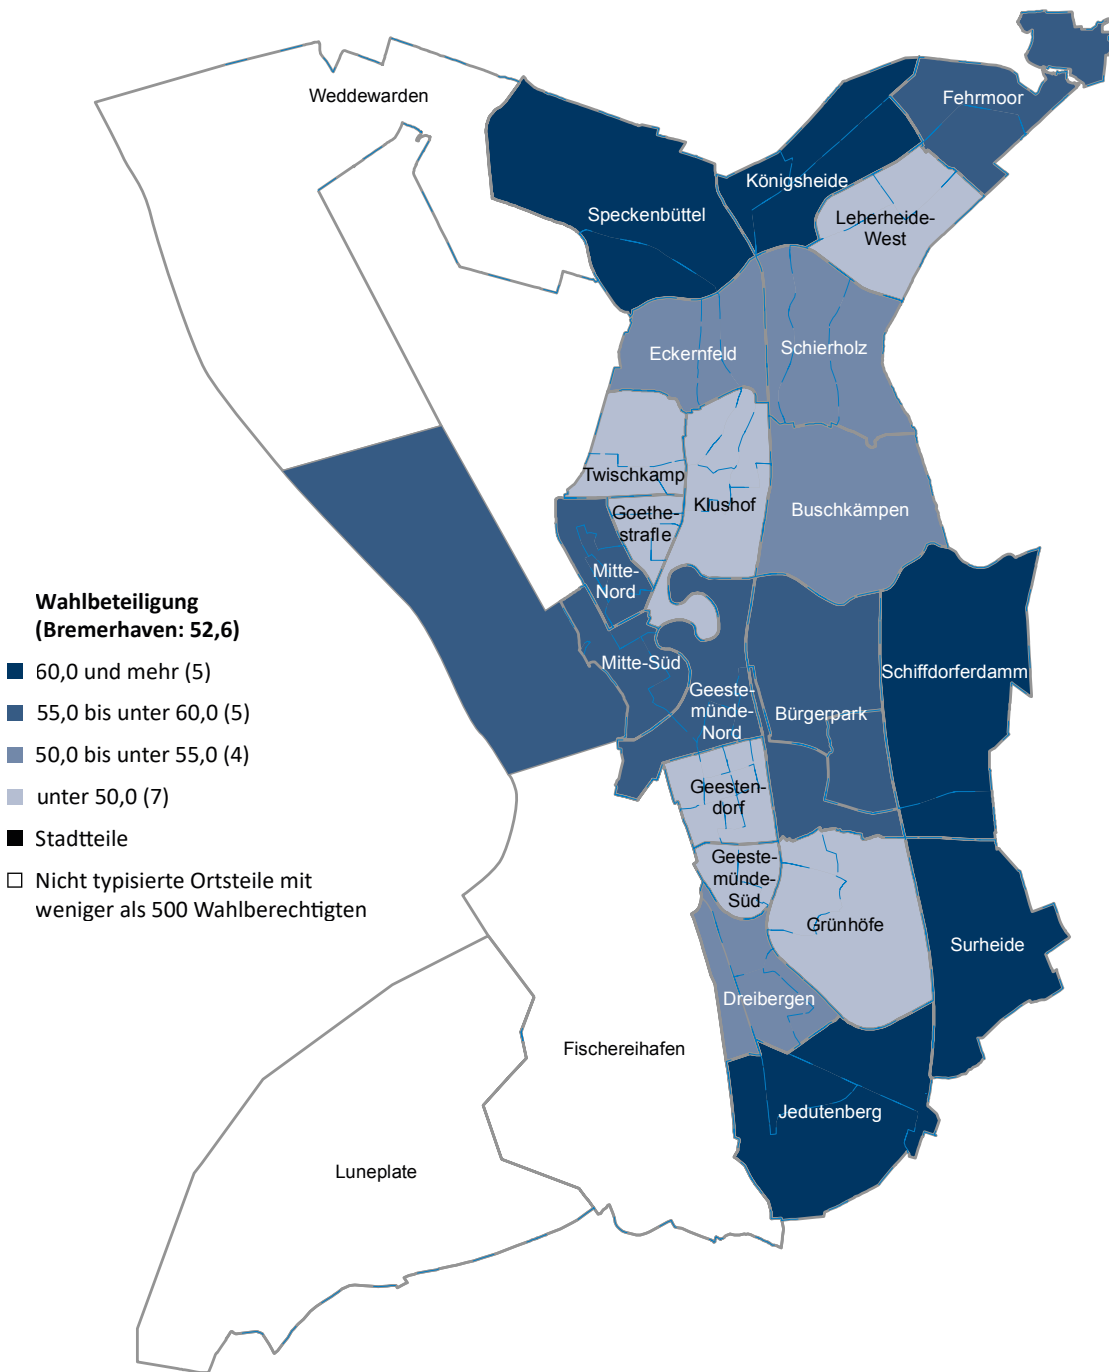 Weddewarden
Fehrmoor
Königsheide
Speckenbüttel
Leherheide-
West
Eckernfeld
Schierholz
Twischkamp
Klushof
Goethe-
strafle
Buschkämpen
Mitte-
Nord
Wahlbeteiligung
(Bremerhaven: 52,6)
60,0 und mehr (5)
55,0 bis unter 60,0 (5)
50,0 bis unter 55,0 (4)
unter 50,0 (7)
Stadtteile
Nicht typisierte Ortsteile mit
weniger als 500 Wahlberechtigten
Mitte-Süd
Schiffdorferdamm
Geeste-
münde-
Nord
Bürgerpark
Geesten-
dorf
Geeste-
münde-
Süd
Grünhöfe
Surheide
Dreibergen
Fischereihafen
Jedutenberg
Luneplate